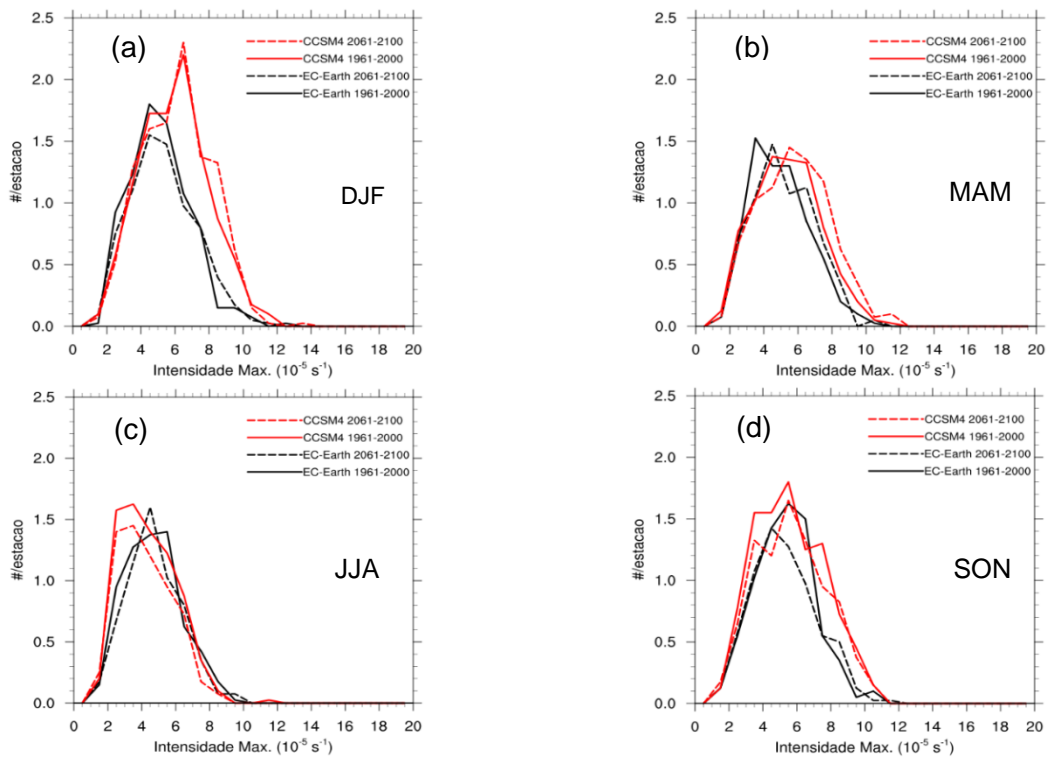 2.5
(a)
CCSM4 2061-2100
CCSM4 1961-2000
EC-Earth 2061-2100
EC-Earth 1961-2000
2.0
1.5
#/estacao
DJF
1.0
0.5
0.0
0 2 4 6 8 10 12 14 16 18 20
Intensidade Max. (10⁻⁵ s⁻¹)
2.5
(b)
CCSM4 2061-2100
CCSM4 1961-2000
EC-Earth 2061-2100
EC-Earth 1961-2000
2.0
1.5
#/estacao
MAM
1.0
0.5
0.0
0 2 4 6 8 10 12 14 16 18 20
Intensidade Max. (10⁻⁵ s⁻¹)
2.5
(c)
CCSM4 2061-2100
CCSM4 1961-2000
EC-Earth 2061-2100
EC-Earth 1961-2000
2.0
1.5
#/estacao
JJA
1.0
0.5
0.0
0 2 4 6 8 10 12 14 16 18 20
Intensidade Max. (10⁻⁵ s⁻¹)
2.5
(d)
CCSM4 2061-2100
CCSM4 1961-2000
EC-Earth 2061-2100
EC-Earth 1961-2000
2.0
1.5
#/estacao
SON
1.0
0.5
0.0
0 2 4 6 8 10 12 14 16 18 20
Intensidade Max. (10⁻⁵ s⁻¹)